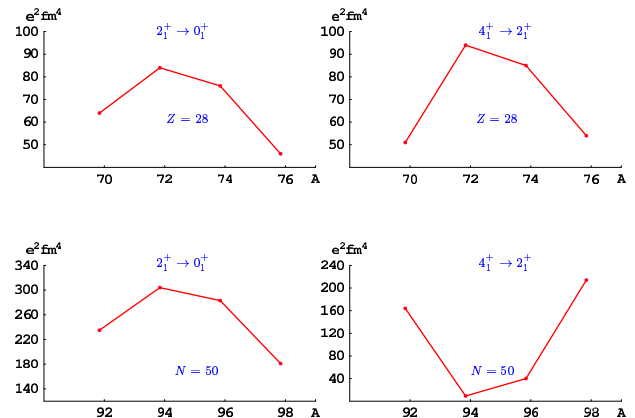 e²fm⁴
2₁⁺ → 0₁⁺
100
90
80
70
60
50
Z = 28
70 72 74 76 A
e²fm⁴
4₁⁺ → 2₁⁺
100
90
80
70
60
50
Z = 28
70 72 74 76 A
e²fm⁴
2₁⁺ → 0₁⁺
340
300
260
220
180
140
N = 50
92 94 96 98 A
e²fm⁴
4₁⁺ → 2₁⁺
240
200
160
120
80
40
N = 50
92 94 96 98 A